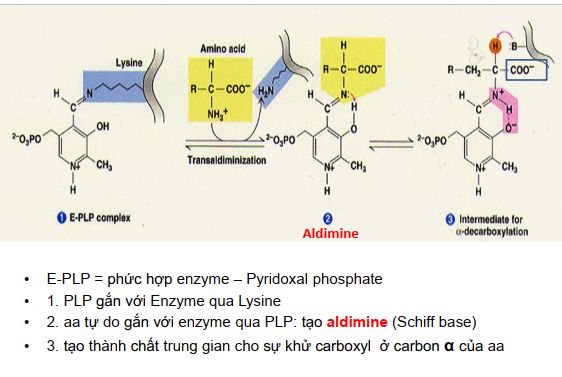 Lysine
H
N
C
OH
2-O3PO
N+
CH3
H
1 E-PLP complex
Amino acid
H
R–C–COO-
NH3+
H2N
Transaldiminization
H
R–C–COO-
H
N
C
H
O
2-O3PO
N+
CH3
H
2
Aldimine
H :B–
R–CH2–C–COO-
H
N+
C
H
O-
2-O3PO
N+
CH3
H
3 Intermediate for
α-decarboxylation
• E-PLP = phức hợp enzyme – Pyridoxal phosphate
• 1. PLP gắn với Enzyme qua Lysine
• 2. aa tự do gắn với enzyme qua PLP: tạo aldimine (Schiff base)
• 3. tạo thành chất trung gian cho sự khử carboxyl ở carbon α của aa